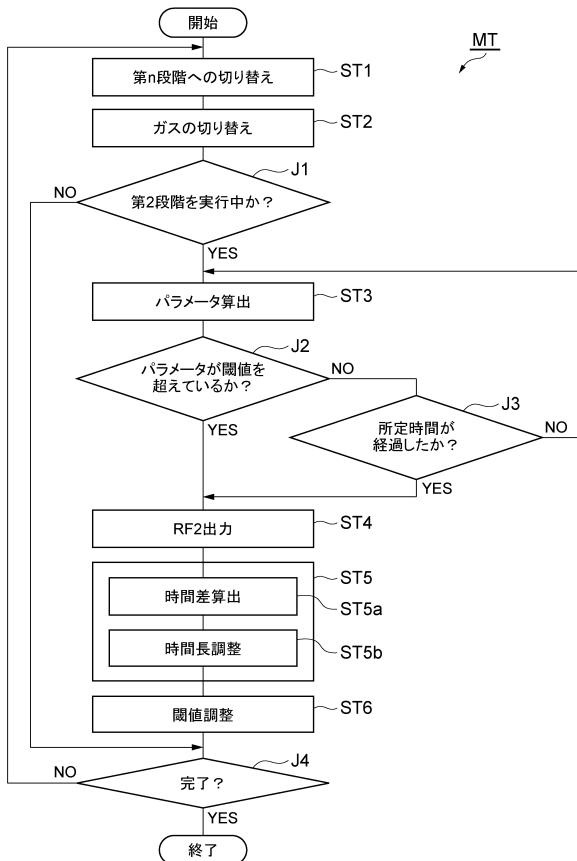 開始
MT
第n段階への切り替え
ST1
ガスの切り替え
ST2
J1
第2段階を実行中か？
NO
YES
パラメータ算出
ST3
J2
パラメータが閾値を
超えているか？
NO
YES
J3
所定時間が
経過したか？
NO
YES
RF2出力
ST4
ST5
時間差算出
ST5a
時間長調整
ST5b
閾値調整
ST6
J4
完了？
NO
YES
終了